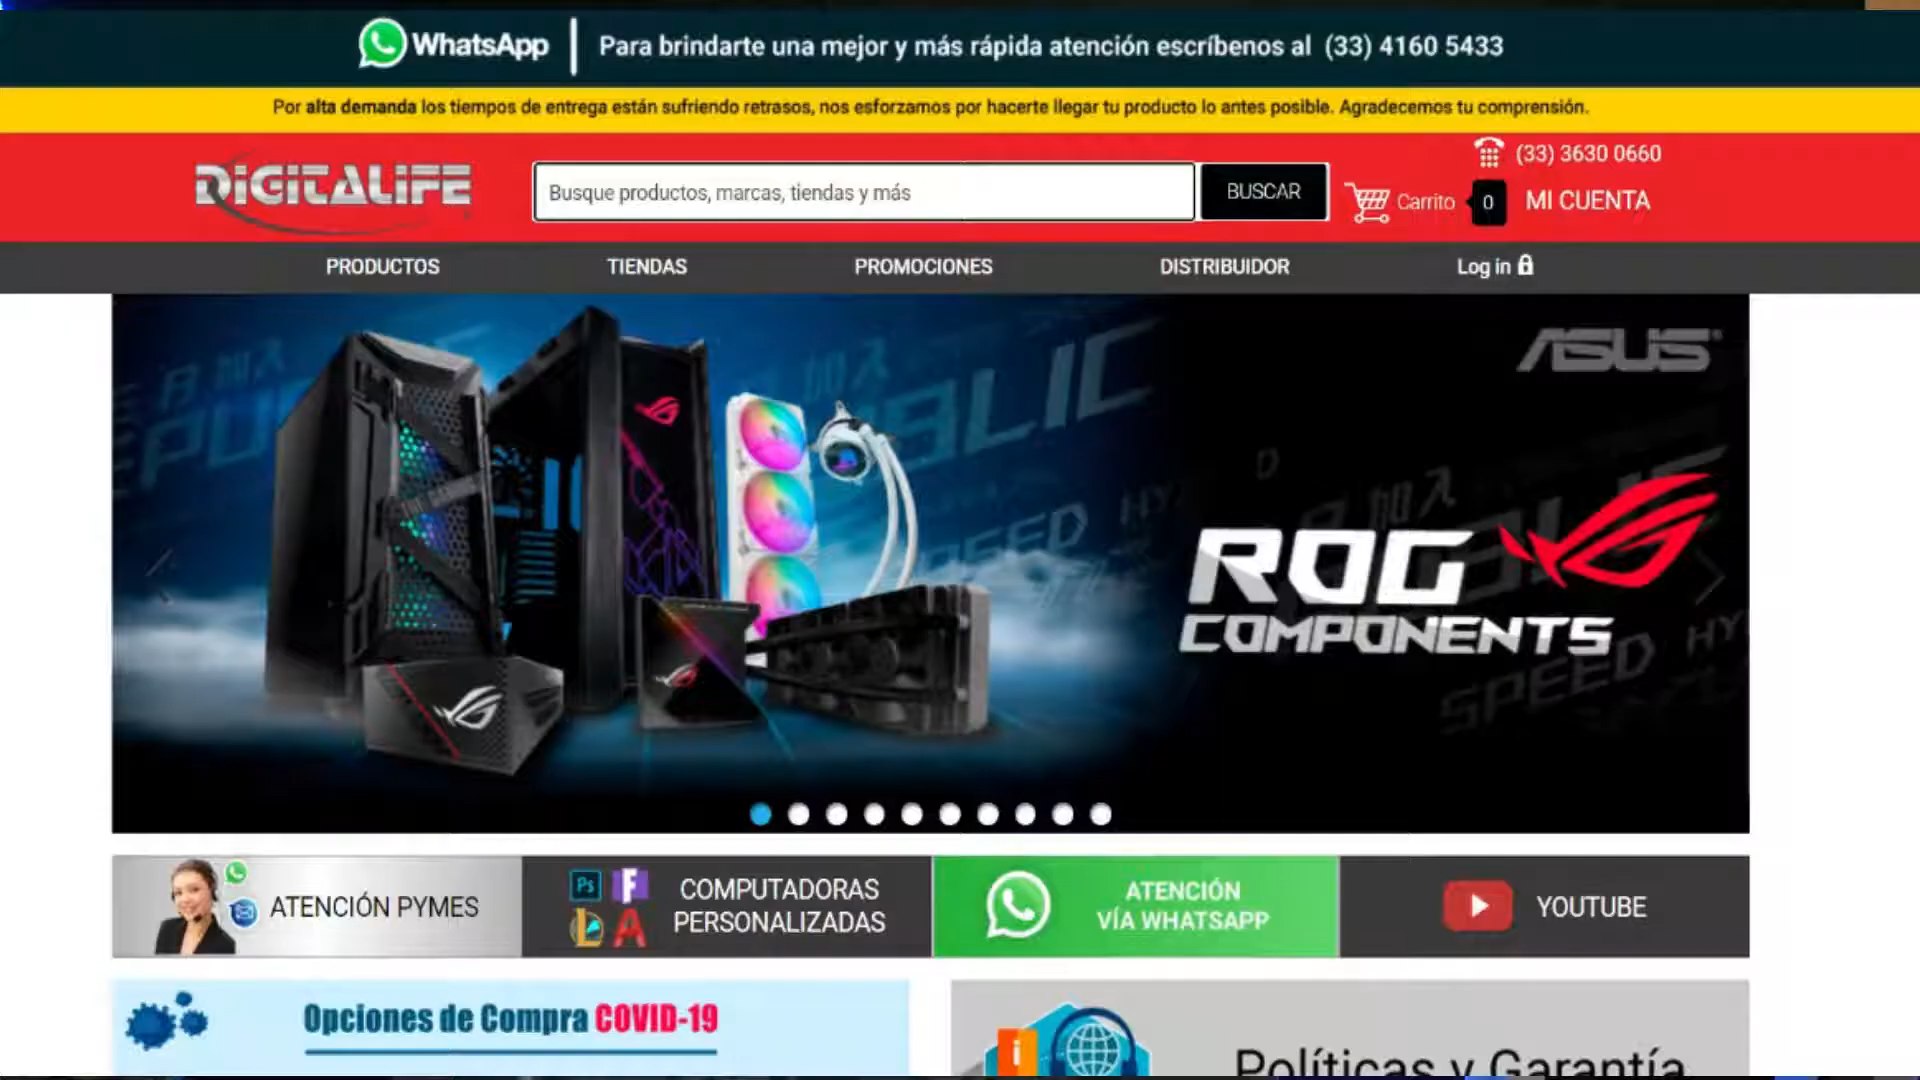 WhatsApp
Para brindarte una mejor y más rápida atención escríbenos al (33) 4160 5433
Por alta demanda los tiempos de entrega están sufriendo retrasos, nos esforzamos por hacerte llegar tu producto lo antes posible. Agradecemos tu comprensión.
(33) 3630 0660
DIGITALIFE
Busque productos, marcas, tiendas y más
BUSCAR
Carrito
0
MI CUENTA
PRODUCTOS
TIENDAS
PROMOCIONES
DISTRIBUIDOR
Log in
ASUS
ROG
COMPONENTS
SPEED
ATENCIÓN PYMES
Ps
COMPUTADORAS
PERSONALIZADAS
ATENCIÓN
VÍA WHATSAPP
YOUTUBE
Opciones de Compra COVID-19
Políticas y Garantía